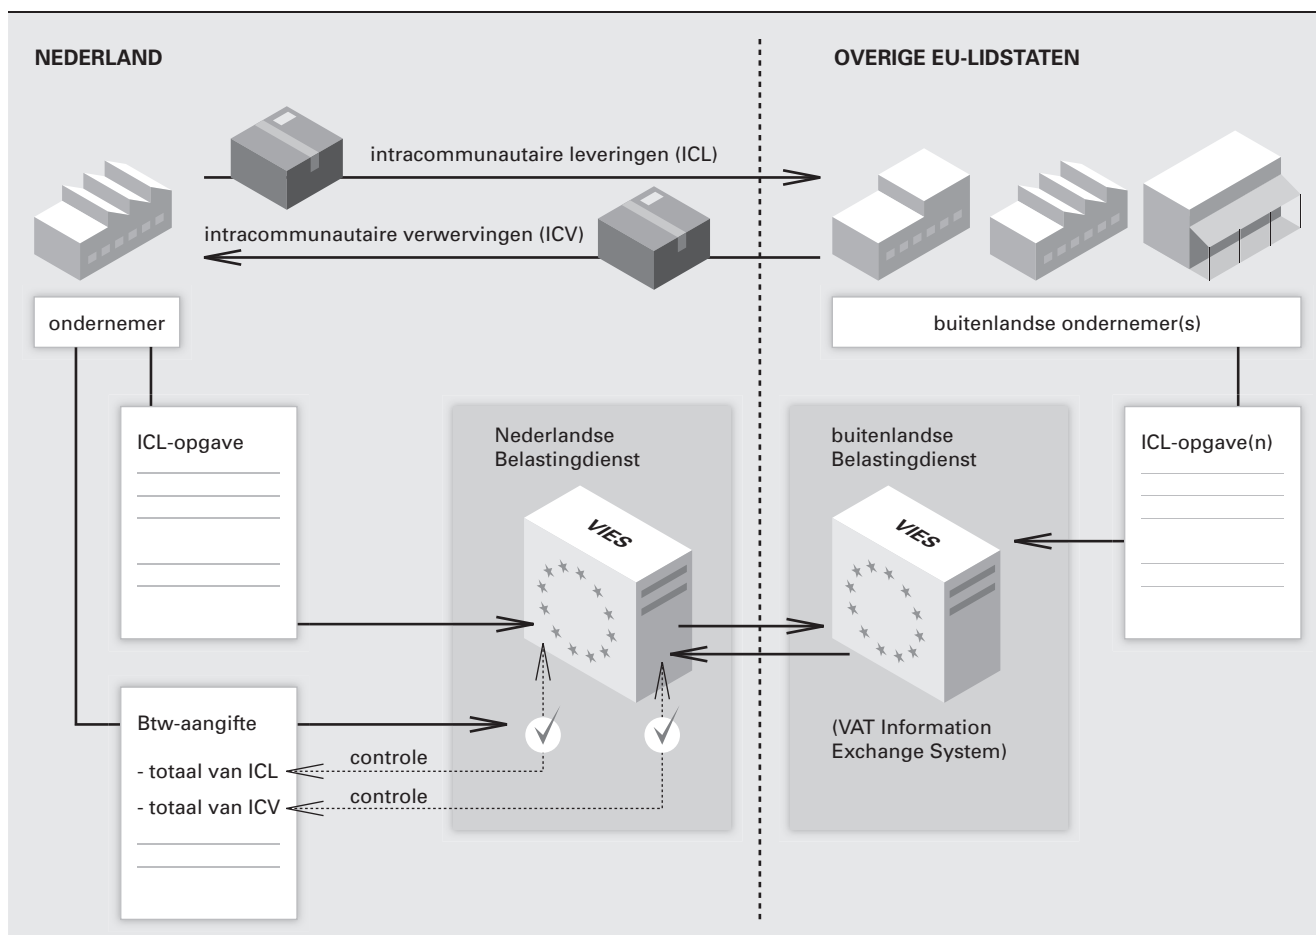 NEDERLAND
OVERIGE EU-LIDSTATEN
intracommunautaire leveringen (ICL)
intracommunautaire verwervingen (ICV)
ondernemer
buitenlandse ondernemer(s)
ICL-opgave
Nederlandse
Belastingdienst
VIES
buitenlandse
Belastingdienst
VIES
ICL-opgave(n)
Btw-aangifte
- totaal van ICL
- totaal van ICV
controle
controle
(VAT Information
Exchange System)